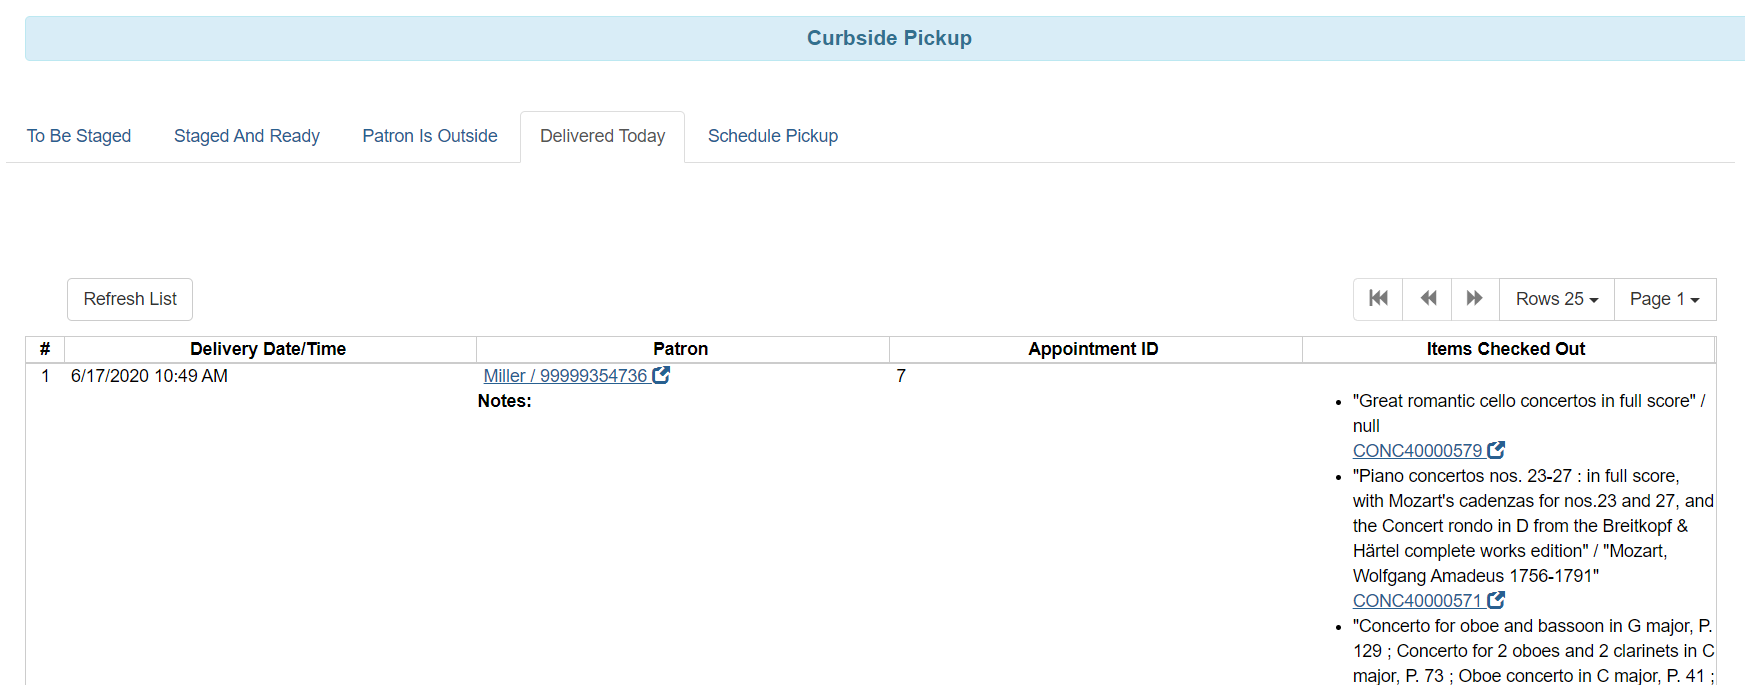 Curbside Pickup
To Be Staged
Staged And Ready
Patron Is Outside
Delivered Today
Schedule Pickup
Refresh List
Rows 25
Page 1
# Delivery Date/Time Patron Appointment ID Items Checked Out
1 6/17/2020 10:49 AM Miller / 99999354736 7
Notes:
"Great romantic cello concertos in full score" /
null
CONC40000579
"Piano concertos nos. 23-27 : in full score,
with Mozart's cadenzas for nos.23 and 27, and
the Concert rondo in D from the Breitkopf &
Härtel complete works edition" / "Mozart,
Wolfgang Amadeus 1756-1791"
CONC40000571
"Concerto for oboe and bassoon in G major, P.
129 ; Concerto for 2 oboes and 2 clarinets in C
major, P. 73 ; Oboe concerto in C major, P. 41 ;